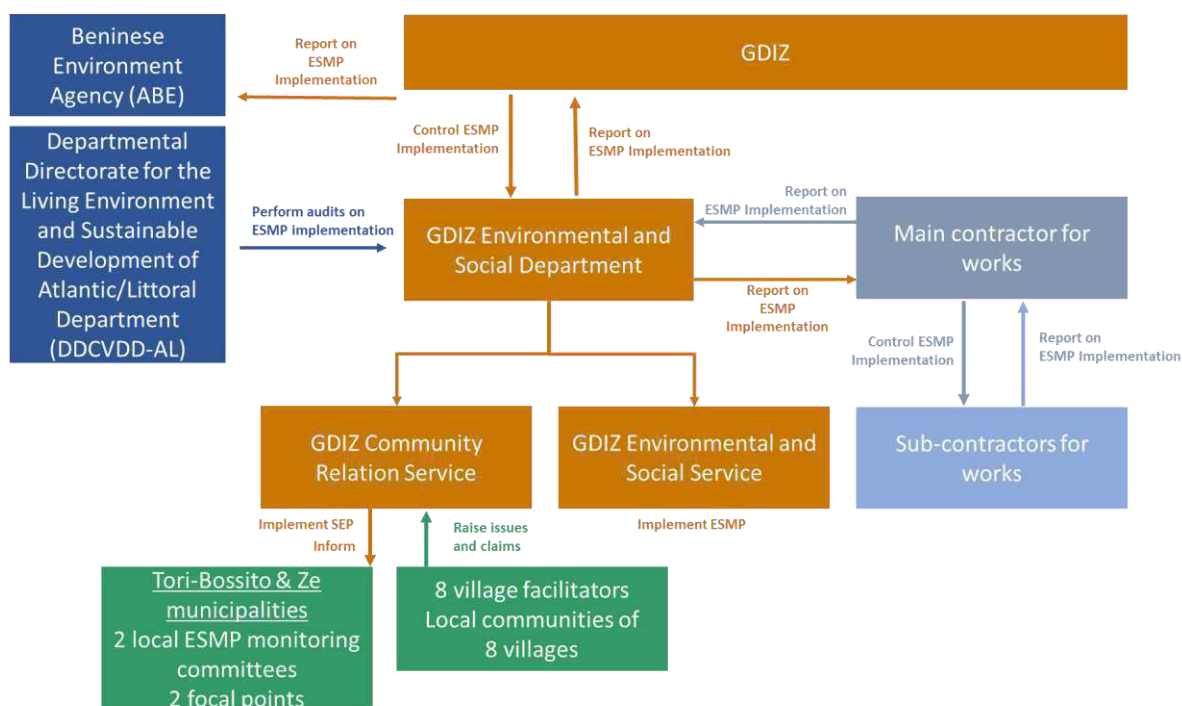 Beninese
Environment
Agency (ABE)
Report on
ESMP
Implementation
GDIZ
Departmental
Directorate for the
Living Environment
and Sustainable
Development of
Atlantic/Littoral
Department
(DDCVDD-AL)
Control ESMP
Implementation
Report on
ESMP Implementation
Perform audits on
ESMP implementation
GDIZ Environmental and
Social Department
Report on
ESMP Implementation
Main contractor for
works
Report on
ESMP
Implementation
Control ESMP
Implementation
Report on
ESMP Implementation
GDIZ Community
Relation Service
GDIZ Environmental and
Social Service
Sub-contractors for
works
Implement SEP
Inform
Raise issues
and claims
Implement ESMP
Tori-Bossito & Ze
municipalities
2 local ESMP monitoring
committees
2 focal points
8 village facilitators
Local communities of
8 villages